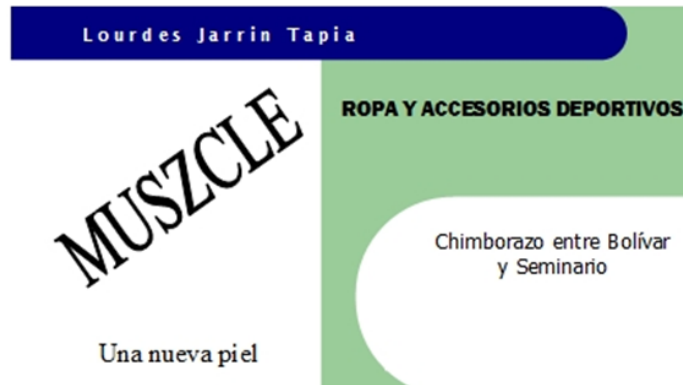 Lourdes Jarrin Tapia
MUSZCLE
Una nueva piel
ROPA Y ACCESORIOS DEPORTIVOS
Chimborazo entre Bolívar
y Seminario